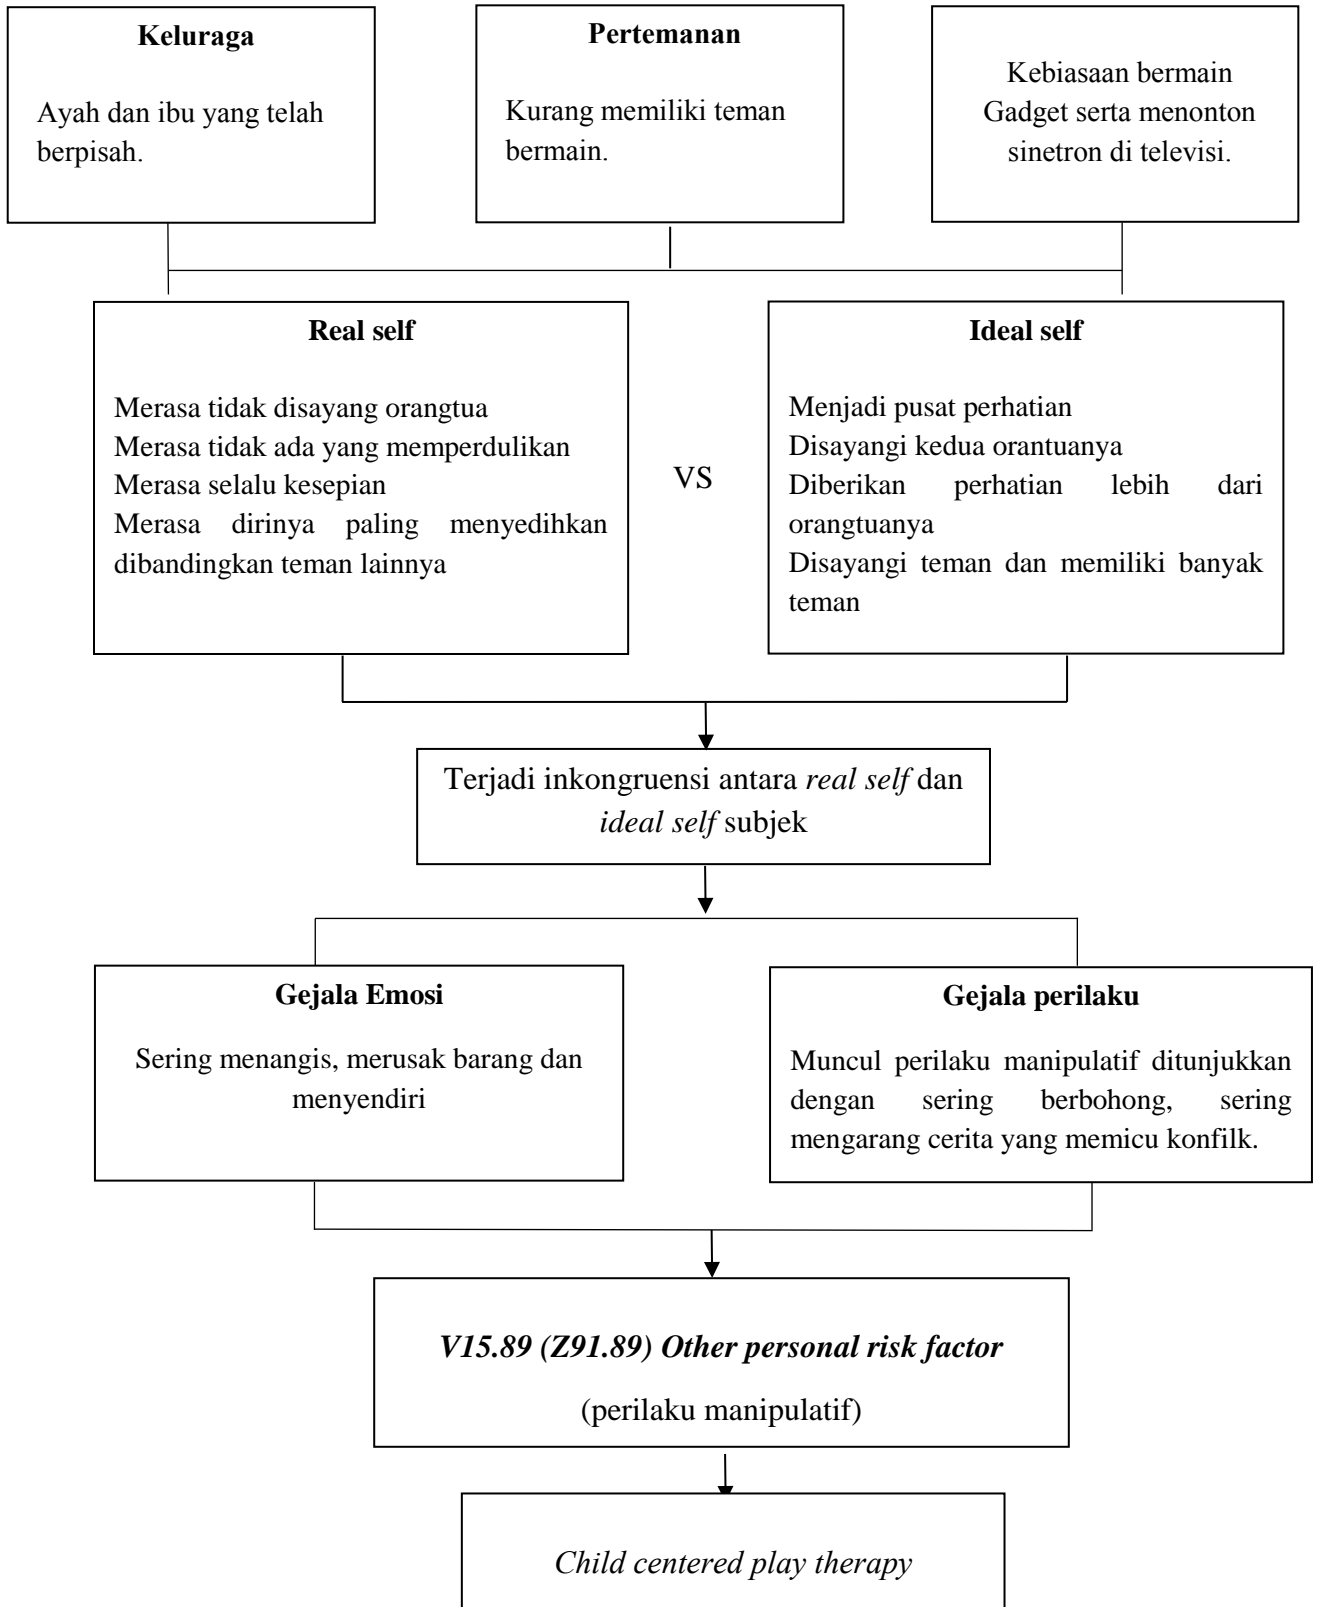 Keluraga
Ayah dan ibu yang telah
berpisah.
Pertemanan
Kurang memiliki teman
bermain.
Kebiasaan bermain
Gadget serta menonton
sinetron di televisi.
Real self
Merasa tidak disayang orangtua
Merasa tidak ada yang memperdulikan
Merasa selalu kesepian
Merasa dirinya paling menyedihkan
dibandingkan teman lainnya
VS
Ideal self
Menjadi pusat perhatian
Disayangi kedua orantuanya
Diberikan perhatian lebih dari
orangtuanya
Disayangi teman dan memiliki banyak
teman
Terjadi inkongruensi antara real self dan
ideal self subjek
Gejala Emosi
Sering menangis, merusak barang dan
menyendiri
Gejala perilaku
Muncul perilaku manipulatif ditunjukkan
dengan sering berbohong, sering
mengarang cerita yang memicu konfilk.
V15.89 (Z91.89) Other personal risk factor
(perilaku manipulatif)
Child centered play therapy